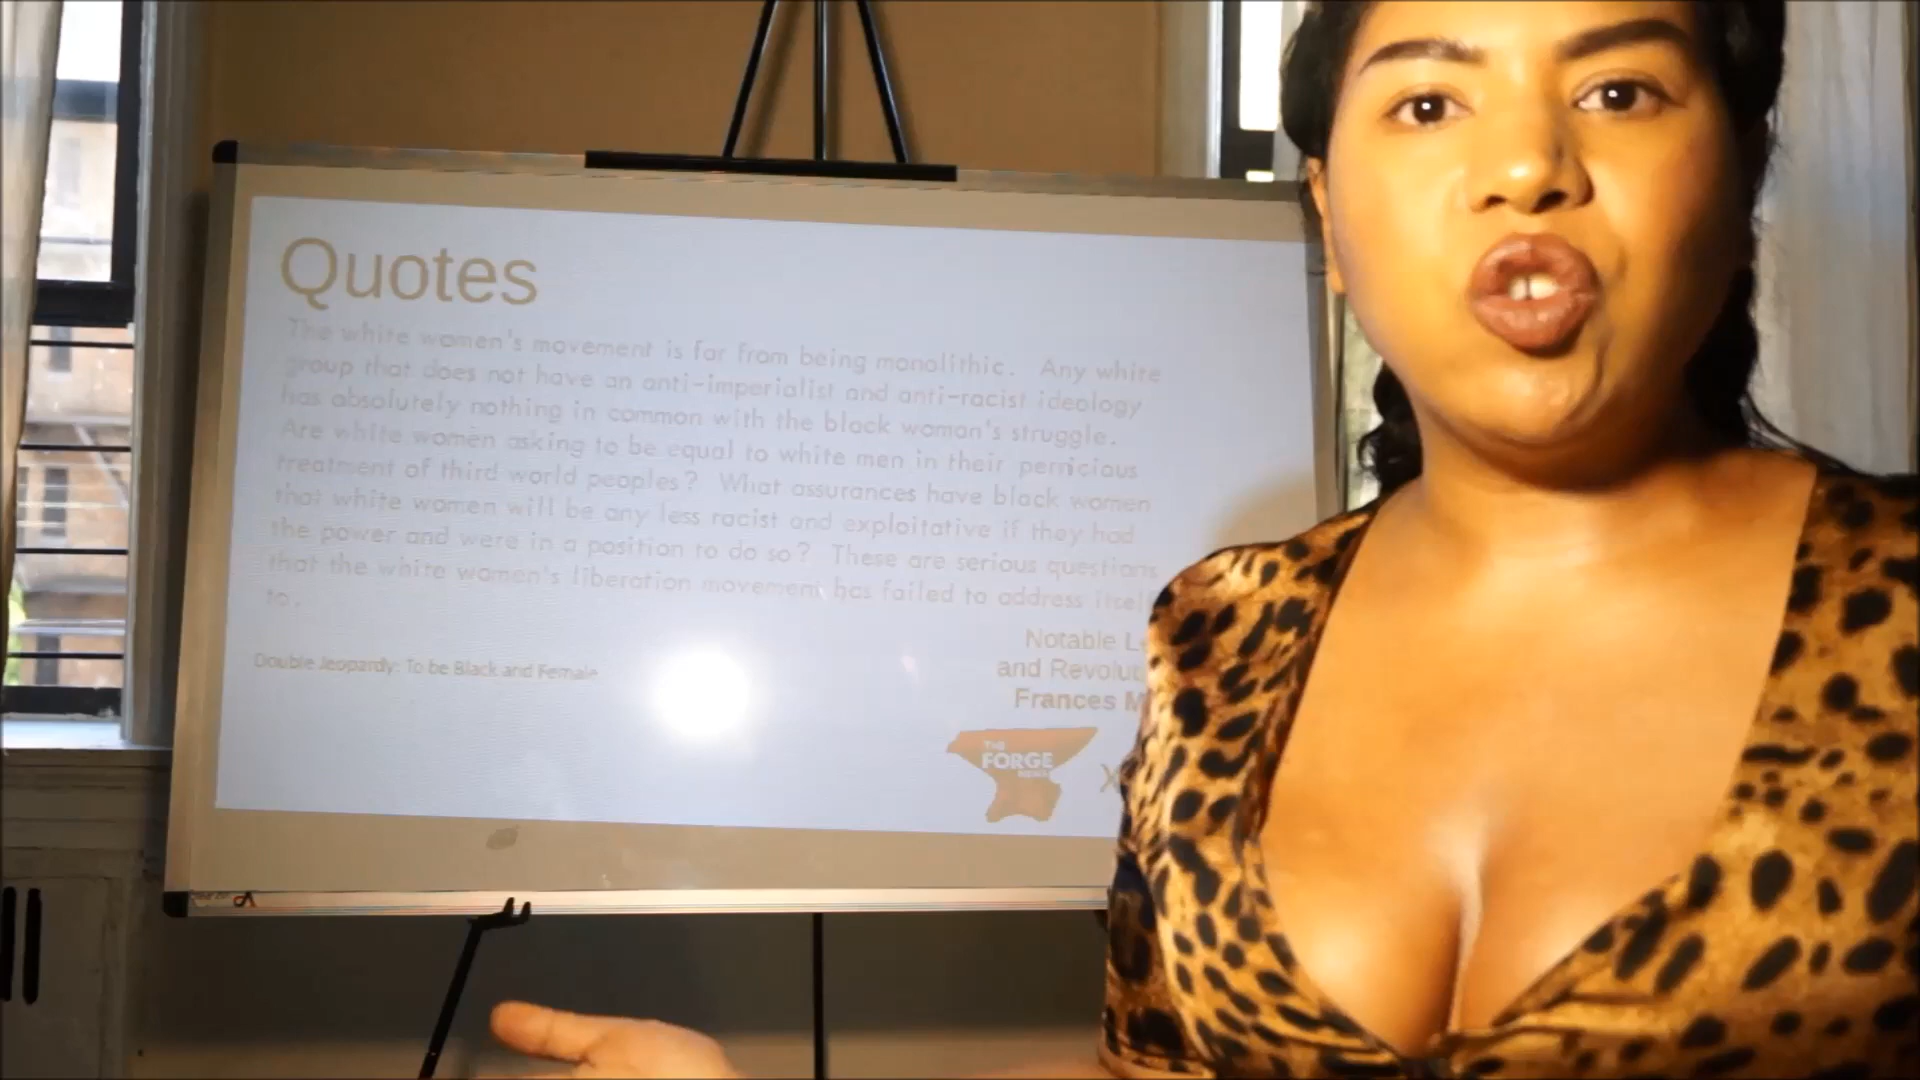 Quotes
The white women's movement is far from being monolithic. Any white
group that does not have an anti-imperialist and anti-racist ideology
has absolutely nothing in common with the black woman's struggle.
Are white women asking to be equal to white men in their pernicious
treatment of third world peoples? What assurances have black women
that white women will be any less racist and exploitative if they had
the power and were in a position to do so? These are serious questions
that the white women's liberation movement has failed to address itself
to.
Double Jeopardy: To be Black and Female
Notable L
and Revolut
Frances M
THE
FORGE
NEWS
X